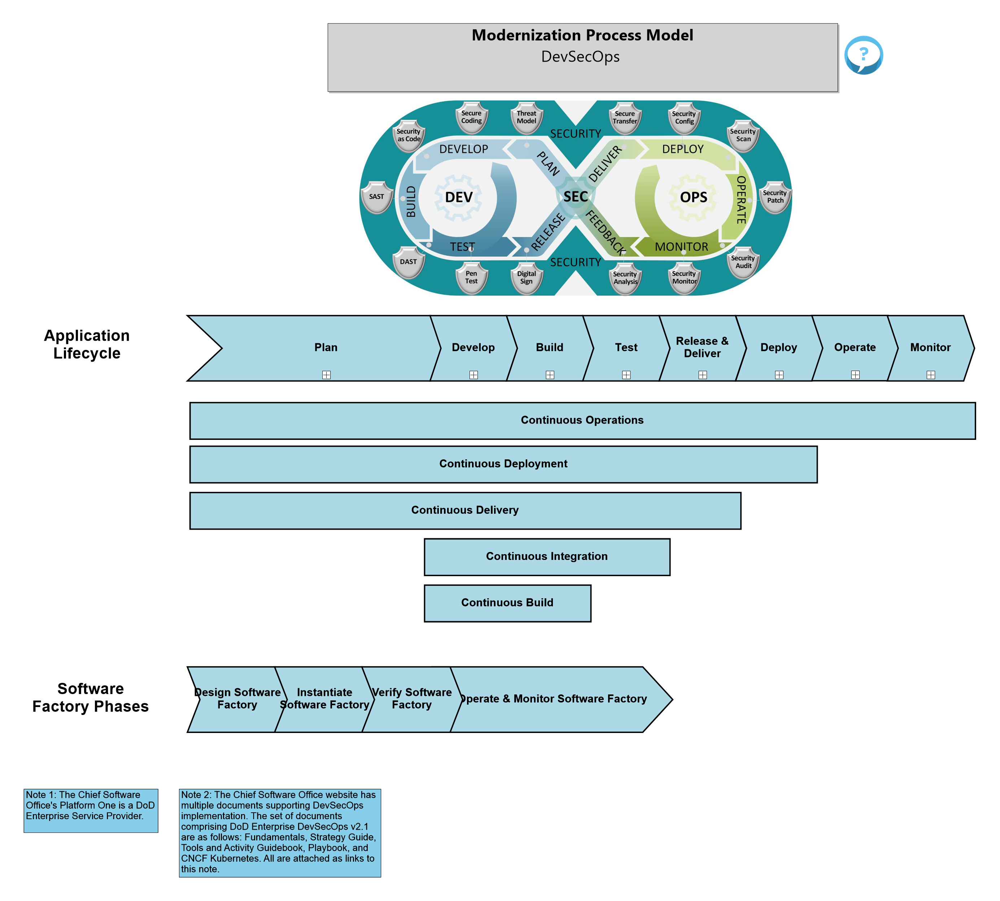 Modernization Process Model
DevSecOps
?
Secure
Coding
Threat
Model
Secure
Transfer
Security
Config
Security
as Code
Security
Scan
SECURITY
DEVELOP
PLAN
DELIVER
DEPLOY
SAST
BUILD
DEV
SEC
OPS
OPERATE
Security
Patch
TEST
RELEASE
FEEDBACK
MONITOR
SECURITY
DAST
Pen
Test
Digital
Sign
Security
Analysis
Security
Monitor
Security
Audit
Application
Lifecycle
Plan
Develop
Build
Test
Release &
Deliver
Deploy
Operate
Monitor
Continuous Operations
Continuous Deployment
Continuous Delivery
Continuous Integration
Continuous Build
Software
Factory Phases
Design Software
Factory
Instantiate
Software Factory
Verify Software
Factory
Operate & Monitor Software Factory
Note 1: The Chief Software
Office's Platform One is a DoD
Enterprise Service Provider.
Note 2: The Chief Software Office website has
multiple documents supporting DevSecOps
implementation. The set of documents
comprising DoD Enterprise DevSecOps v2.1
are as follows: Fundamentals, Strategy Guide,
Tools and Activity Guidebook, Playbook, and
CNCF Kubernetes. All are attached as links to
this note.